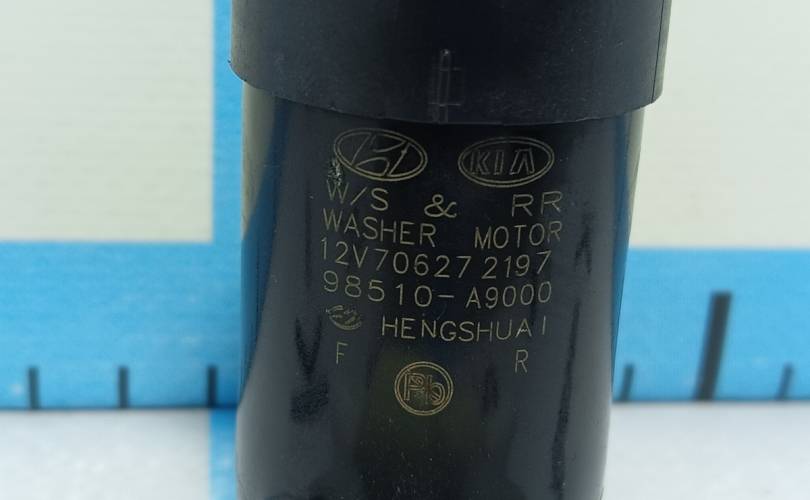 KIA
W/S & RR
WASHER MOTOR
12V70627 2197
98510-A9000
HENGSHUAI
F R
Pb